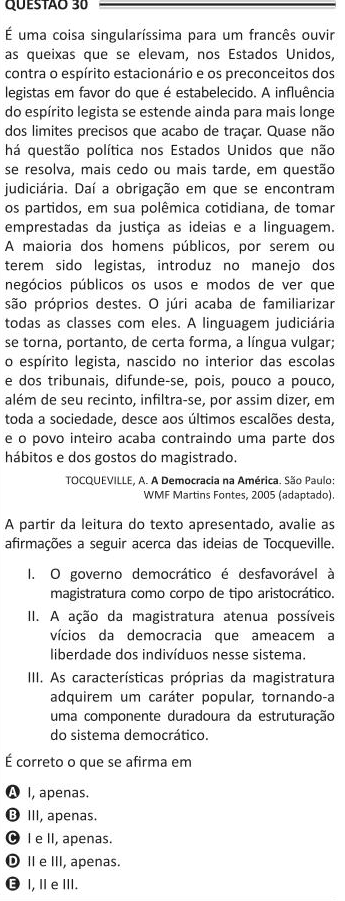 QUESTÃO 30
É uma coisa singularíssima para um francês ouvir
as queixas que se elevam, nos Estados Unidos,
contra o espírito estacionário e os preconceitos dos
legistas em favor do que é estabelecido. A influência
do espírito legista se estende ainda para mais longe
dos limites precisos que acabo de traçar. Quase não
há questão política nos Estados Unidos que não
se resolva, mais cedo ou mais tarde, em questão
judiciária. Daí a obrigação em que se encontram
os partidos, em sua polêmica cotidiana, de tomar
emprestadas da justiça as ideias e a linguagem.
A maioria dos homens públicos, por serem ou
terem sido legistas, introduz no manejo dos
negócios públicos os usos e modos de ver que
são próprios destes. O júri acaba de familiarizar
todas as classes com eles. A linguagem judiciária
se torna, portanto, de certa forma, a língua vulgar;
o espírito legista, nascido no interior das escolas
e dos tribunais, difunde-se, pois, pouco a pouco,
além de seu recinto, infiltra-se, por assim dizer, em
toda a sociedade, desce aos últimos escalões desta,
e o povo inteiro acaba contraindo uma parte dos
hábitos e dos gostos do magistrado.
TOCQUEVILLE, A. A Democracia na América. São Paulo:
WMF Martins Fontes, 2005 (adaptado).
A partir da leitura do texto apresentado, avalie as
afirmações a seguir acerca das ideias de Tocqueville.
I. O governo democrático é desfavorável à
magistratura como corpo de tipo aristocrático.
II. A ação da magistratura atenua possíveis
vícios da democracia que ameacem a
liberdade dos indivíduos nesse sistema.
III. As características próprias da magistratura
adquirem um caráter popular, tornando-a
uma componente duradoura da estruturação
do sistema democrático.
É correto o que se afirma em
A I, apenas.
B III, apenas.
C I e II, apenas.
D II e III, apenas.
E I, II e III.